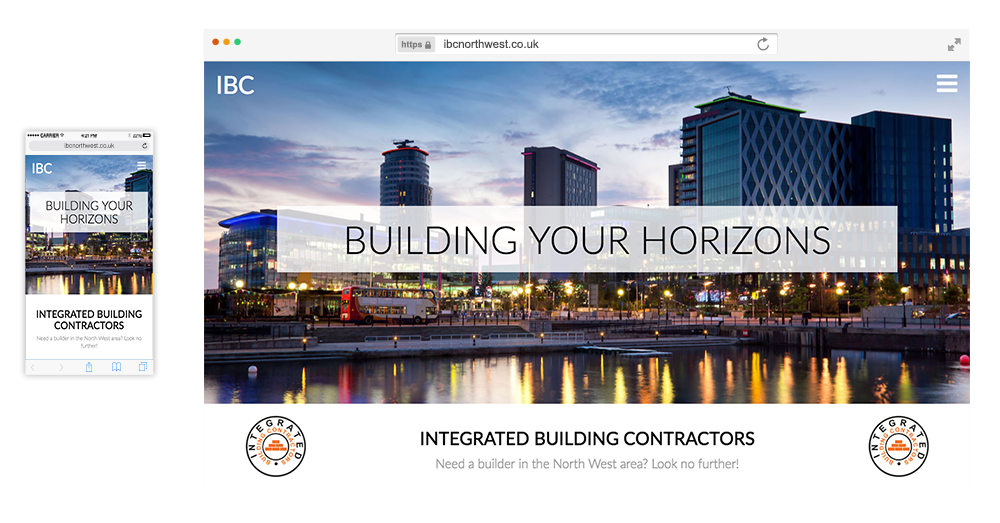 https ibcnorthwest.co.uk
IBC
BUILDING YOUR HORIZONS
INTEGRATED
BUILDING CONTRACTORS
INTEGRATED BUILDING CONTRACTORS
Need a builder in the North West area? Look no further!
INTEGRATED
BUILDING CONTRACTORS
CARRIER 4:21 PM 22%
ibcnorthwest.co.uk
IBC
BUILDING YOUR
HORIZONS
INTEGRATED BUILDING
CONTRACTORS
Need a builder in the North West area? Look no
further!